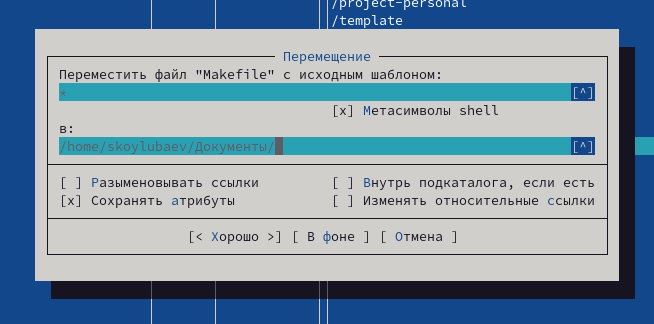 /project-personal
/template
Перемещение
Переместить файл "Makefile" с исходным шаблоном:
* [^]
[x] Метасимволы shell
в:
/home/skoylubaev/Документы/ [^]
[ ] Разыменовывать ссылки [ ] Внутрь подкаталога, если есть
[x] Сохранять атрибуты [ ] Изменять относительные ссылки
[< Хорошо >] [ В фоне ] [ Отмена ]